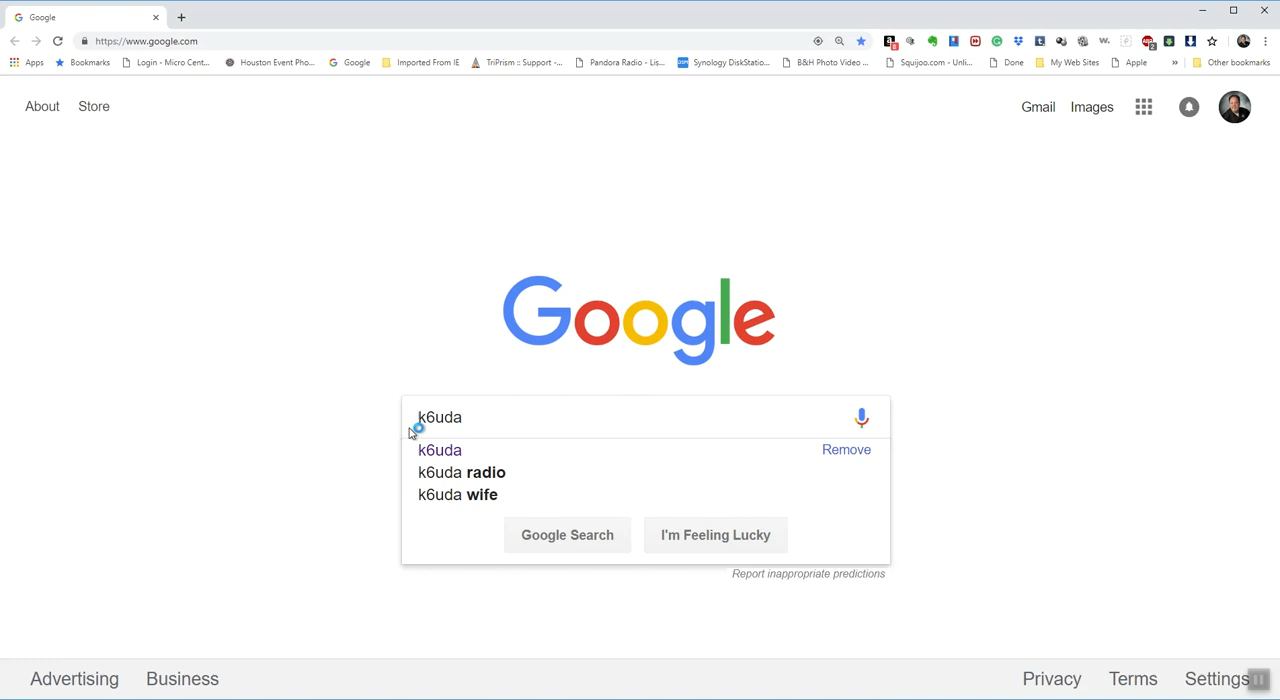 Google
https://www.google.com
Apps Bookmarks Login - Micro Cent... Houston Event Pho... Google Imported From IE TriPrism :: Support -... Pandora Radio - Lis... Synology DiskStatio... B&H Photo Video ... Squijoo.com - Unli... Done My Web Sites Apple » Other bookmarks
About Store Gmail Images
Google
k6uda
k6uda Remove
k6uda radio
k6uda wife
Google Search I'm Feeling Lucky
Report inappropriate predictions
Advertising Business Privacy Terms Settings